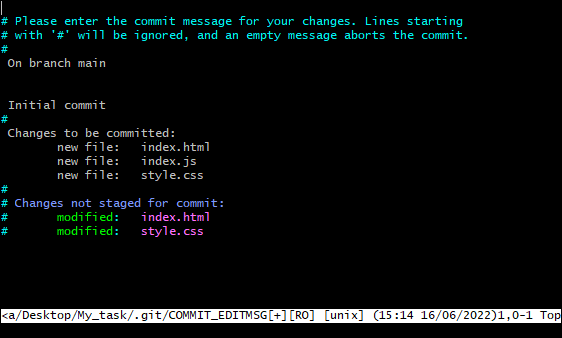 # Please enter the commit message for your changes. Lines starting
# with '#' will be ignored, and an empty message aborts the commit.
#
On branch main
Initial commit
#
Changes to be committed:
new file:   index.html
new file:   index.js
new file:   style.css
#
# Changes not staged for commit:
#       modified:   index.html
#       modified:   style.css
<a/Desktop/My_task/.git/COMMIT_EDITMSG[+][RO] [unix] (15:14 16/06/2022)1,0-1 Top